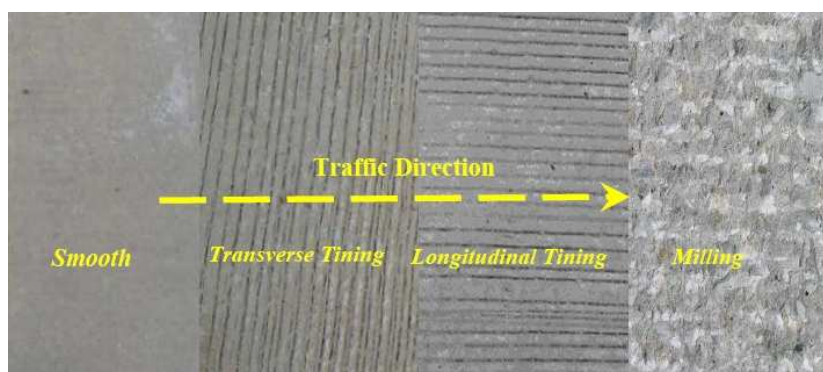 Traffic Direction
Smooth
Transverse Tining
Longitudinal Tining
Milling